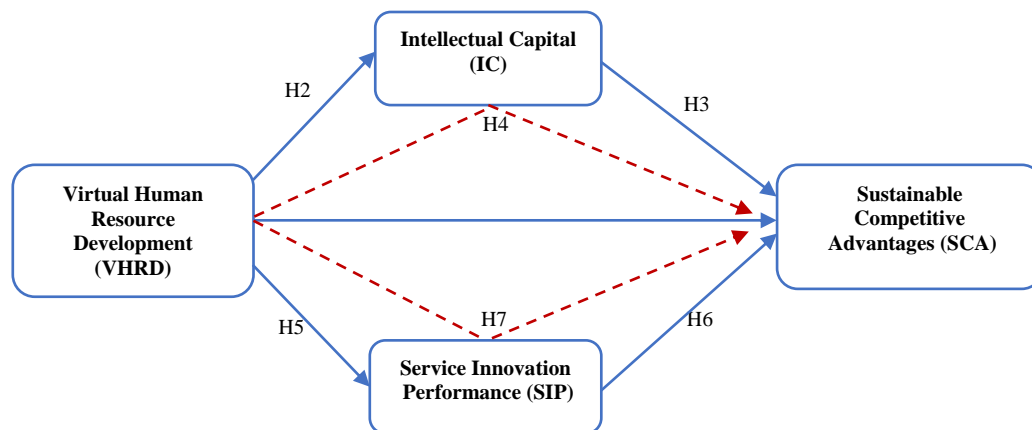 Intellectual Capital
(IC)
H2
H3
H4
Virtual Human
Resource
Development
(VHRD)
Sustainable
Competitive
Advantages (SCA)
H5
H7
H6
Service Innovation
Performance (SIP)